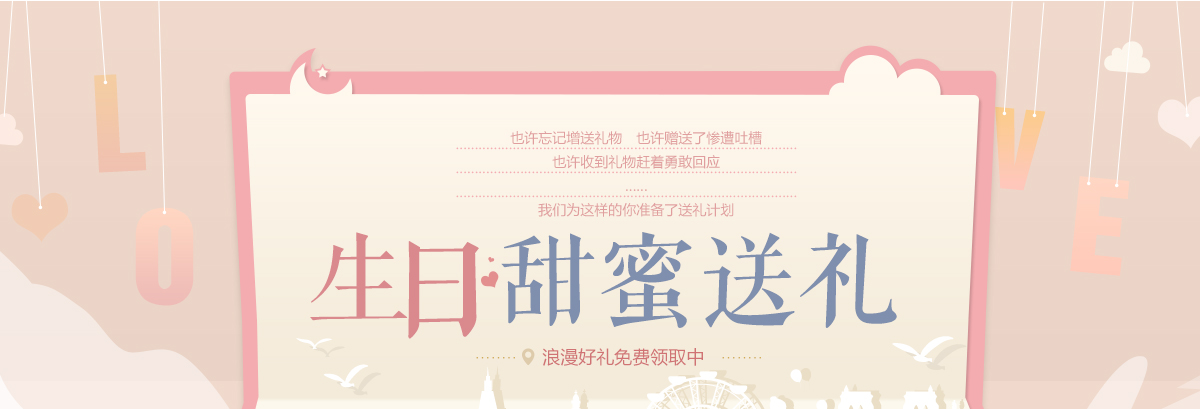 也许忘记增送礼物 也许赠送了惨遭吐槽
也许收到礼物赶着勇敢回应
......
我们为这样的你准备了送礼计划
生日甜蜜送礼
浪漫好礼免费领取中
L
O
V
E